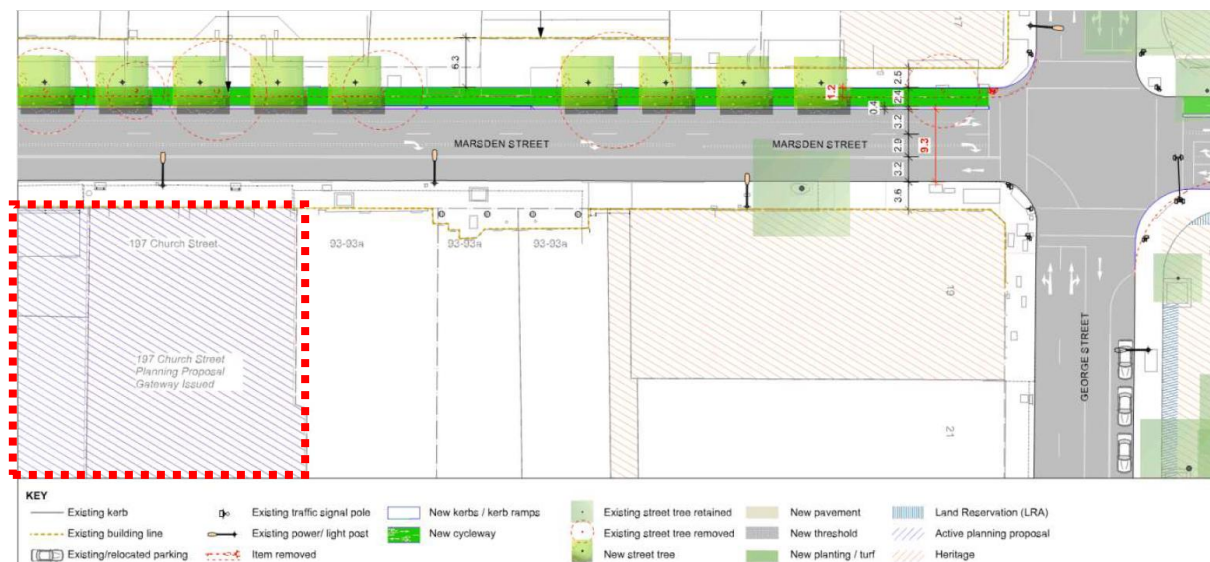 17
6.3
2.5
1.2
2.4
0.4
3.2
MARSDEN STREET
MARSDEN STREET
2.9
9.3
3.2
3.6
197 Church Street
93-93a
93-93a
93-93a
19
197 Church Street
Planning Proposal
Gateway Issued
GEORGE STREET
21
KEY
Existing kerb
Existing traffic signal pole
New kerbs / kerb ramps
Existing street tree retained
New pavement
Land Reservation (LRA)
Existing building line
Existing power/ light post
New cycleway
Existing street tree removed
New threshold
Active planning proposal
Existing/relocated parking
Item removed
New street tree
New planting / turf
Heritage